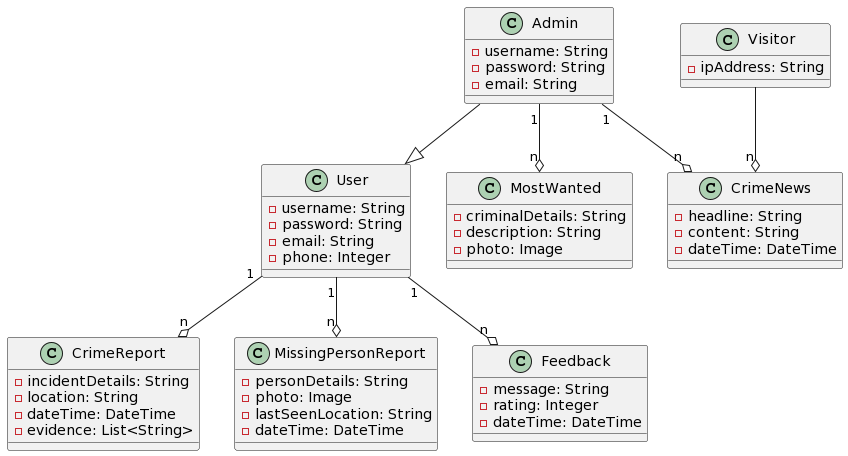 C Admin
username: String
password: String
email: String
C Visitor
ipAddress: String
1
1
n
n
n
C User
username: String
password: String
email: String
phone: Integer
C MostWanted
criminalDetails: String
description: String
photo: Image
C CrimeNews
headline: String
content: String
dateTime: DateTime
1
1
1
n
n
n
C CrimeReport
incidentDetails: String
location: String
dateTime: DateTime
evidence: List<String>
C MissingPersonReport
personDetails: String
photo: Image
lastSeenLocation: String
dateTime: DateTime
C Feedback
message: String
rating: Integer
dateTime: DateTime